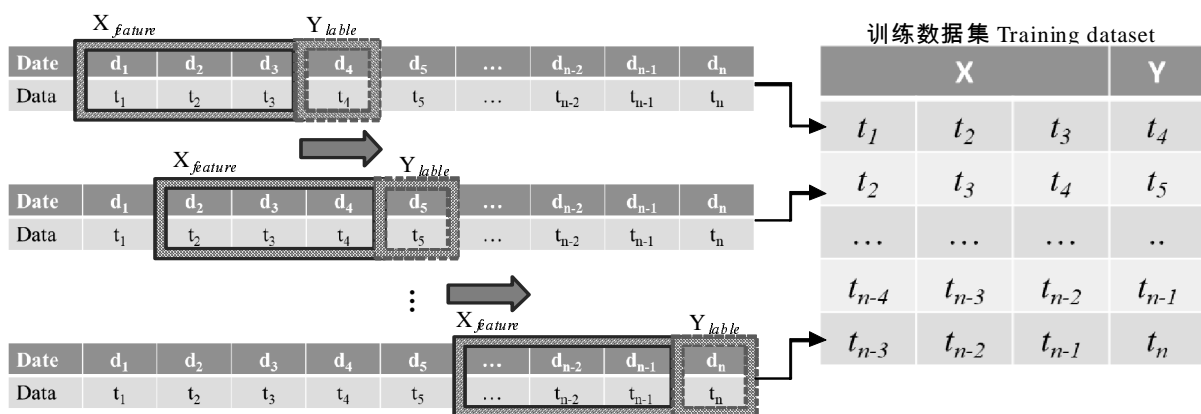 X feature Y lable
Date d1 d2 d3 d4 d5 … dn-2 dn-1 dn
Data t1 t2 t3 t4 t5 … tn-2 tn-1 tn
X feature Y lable
Date d1 d2 d3 d4 d5 … dn-2 dn-1 dn
Data t1 t2 t3 t4 t5 … tn-2 tn-1 tn
⋮
X feature Y lable
Date d1 d2 d3 d4 d5 … dn-2 dn-1 dn
Data t1 t2 t3 t4 t5 … tn-2 tn-1 tn
训练数据集 Training dataset
X Y
t1 t2 t3 t4
t2 t3 t4 t5
… … … ..
tn-4 tn-3 tn-2 tn-1
tn-3 tn-2 tn-1 tn